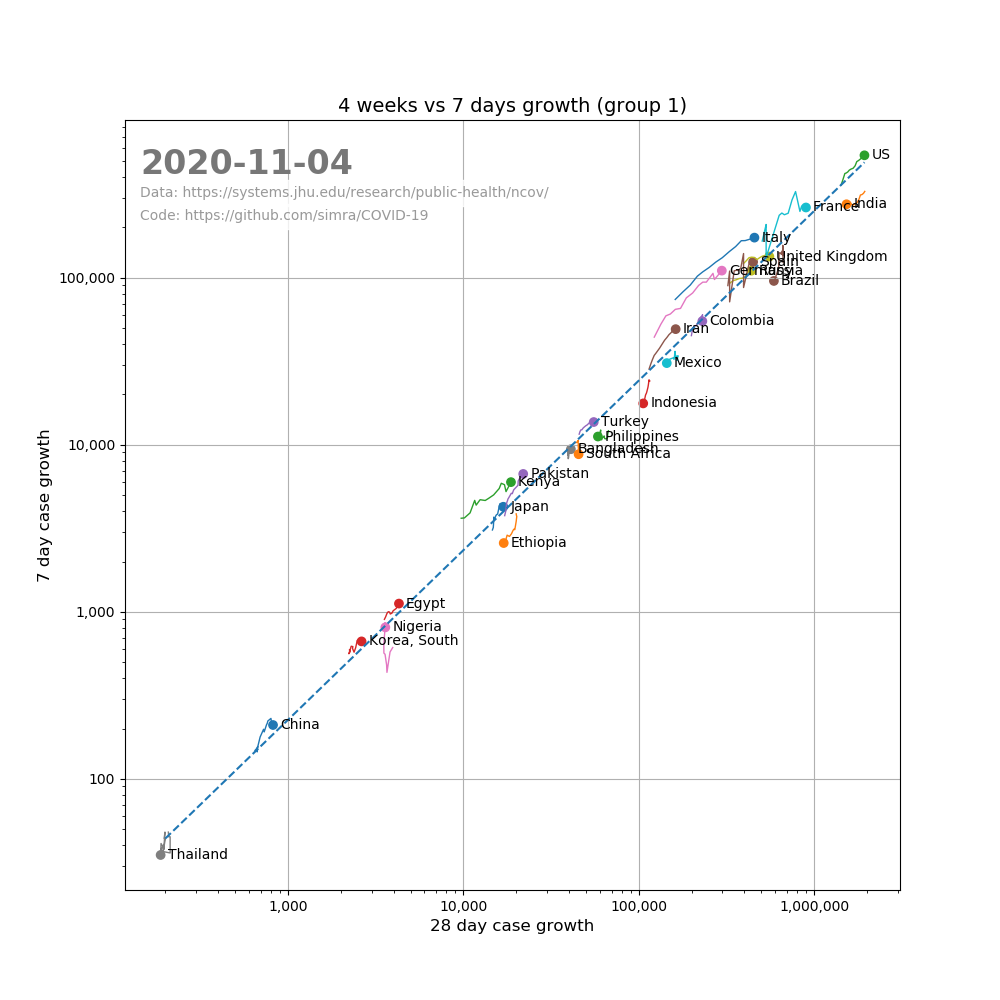 4 weeks vs 7 days growth (group 1)
2020-11-04
Data: https://systems.jhu.edu/research/public-health/ncov/
Code: https://github.com/simra/COVID-19
US
France
India
Italy
United Kingdom
Spain
Germany
Russia
Brazil
100,000
Colombia
Iran
Mexico
Indonesia
Turkey
Philippines
10,000
Bangladesh
South Africa
Pakistan
Kenya
Japan
Ethiopia
7 day case growth
Egypt
1,000
Nigeria
Korea, South
China
100
Thailand
1,000
10,000
100,000
1,000,000
28 day case growth